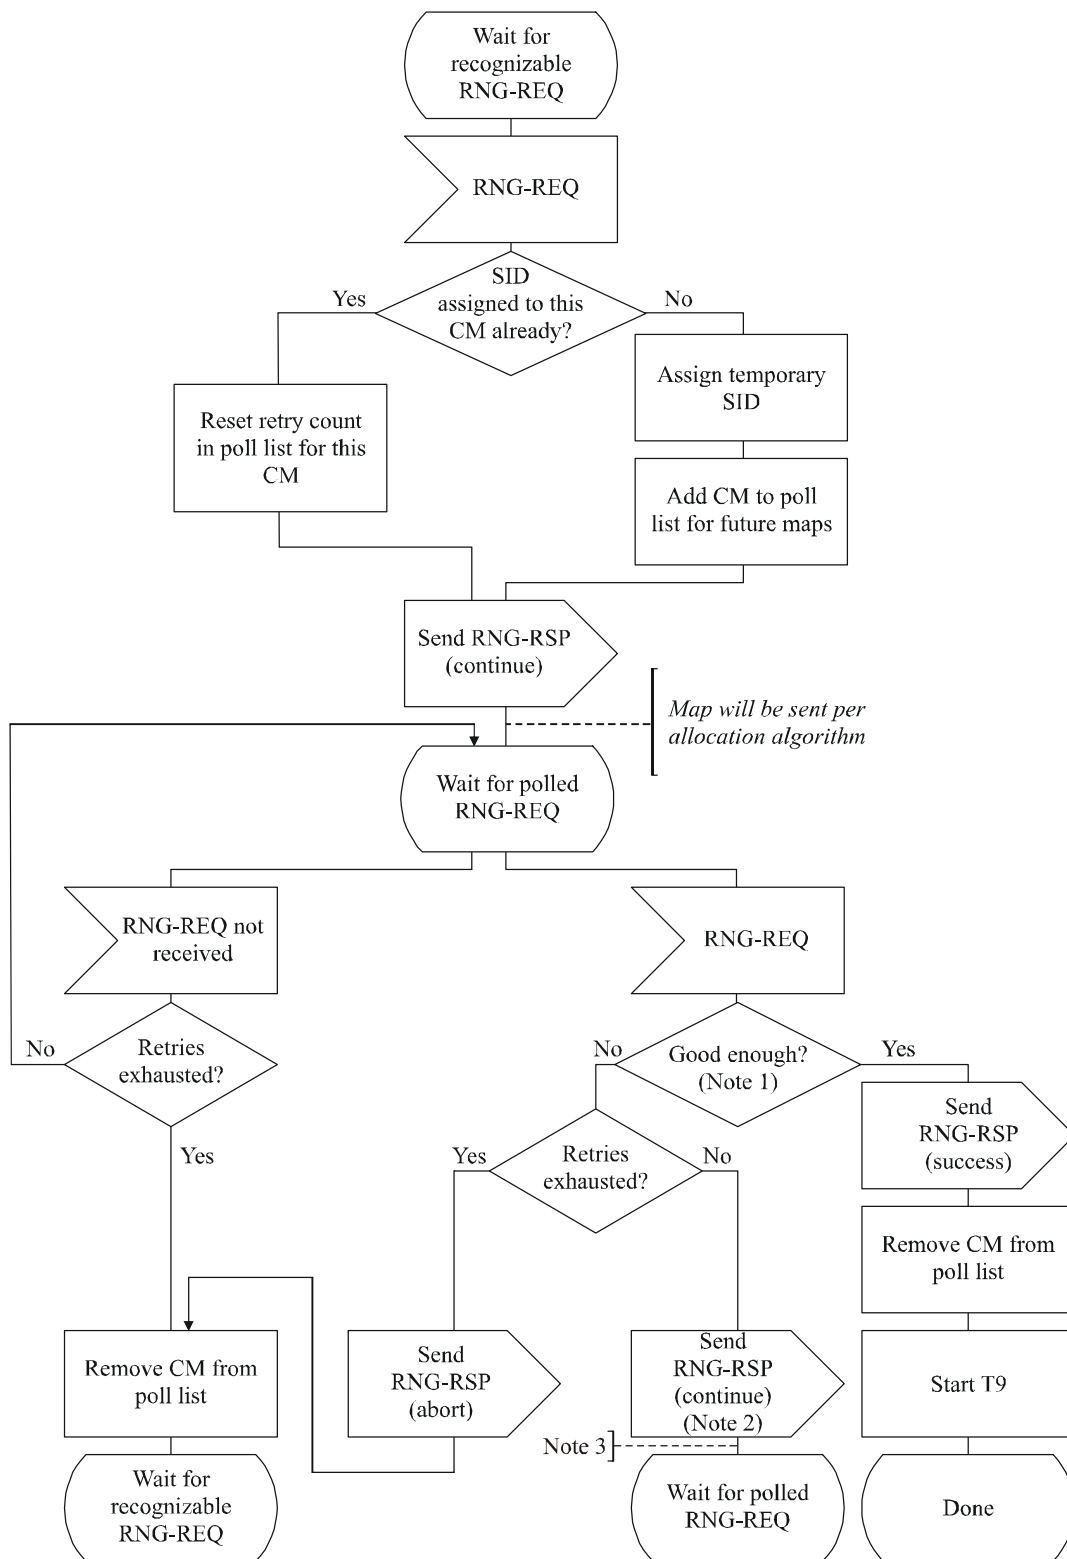 Wait for
recognizable
RNG-REQ
RNG-REQ
SID
assigned to this
CM already?
Yes
No
Assign temporary
SID
Reset retry count
in poll list for this
CM
Add CM to poll
list for future maps
Send RNG-RSP
(continue)
Map will be sent per
allocation algorithm
Wait for polled
RNG-REQ
RNG-REQ not
received
RNG-REQ
No
Retries
exhausted?
Yes
No
Good enough?
(Note 1)
Yes
Send
RNG-RSP
(success)
Yes
Retries
exhausted?
No
Remove CM from
poll list
Remove CM from
poll list
Send
RNG-RSP
(abort)
Send
RNG-RSP
(continue)
(Note 2)
Start T9
Note 3
Wait for
recognizable
RNG-REQ
Wait for polled
RNG-REQ
Done